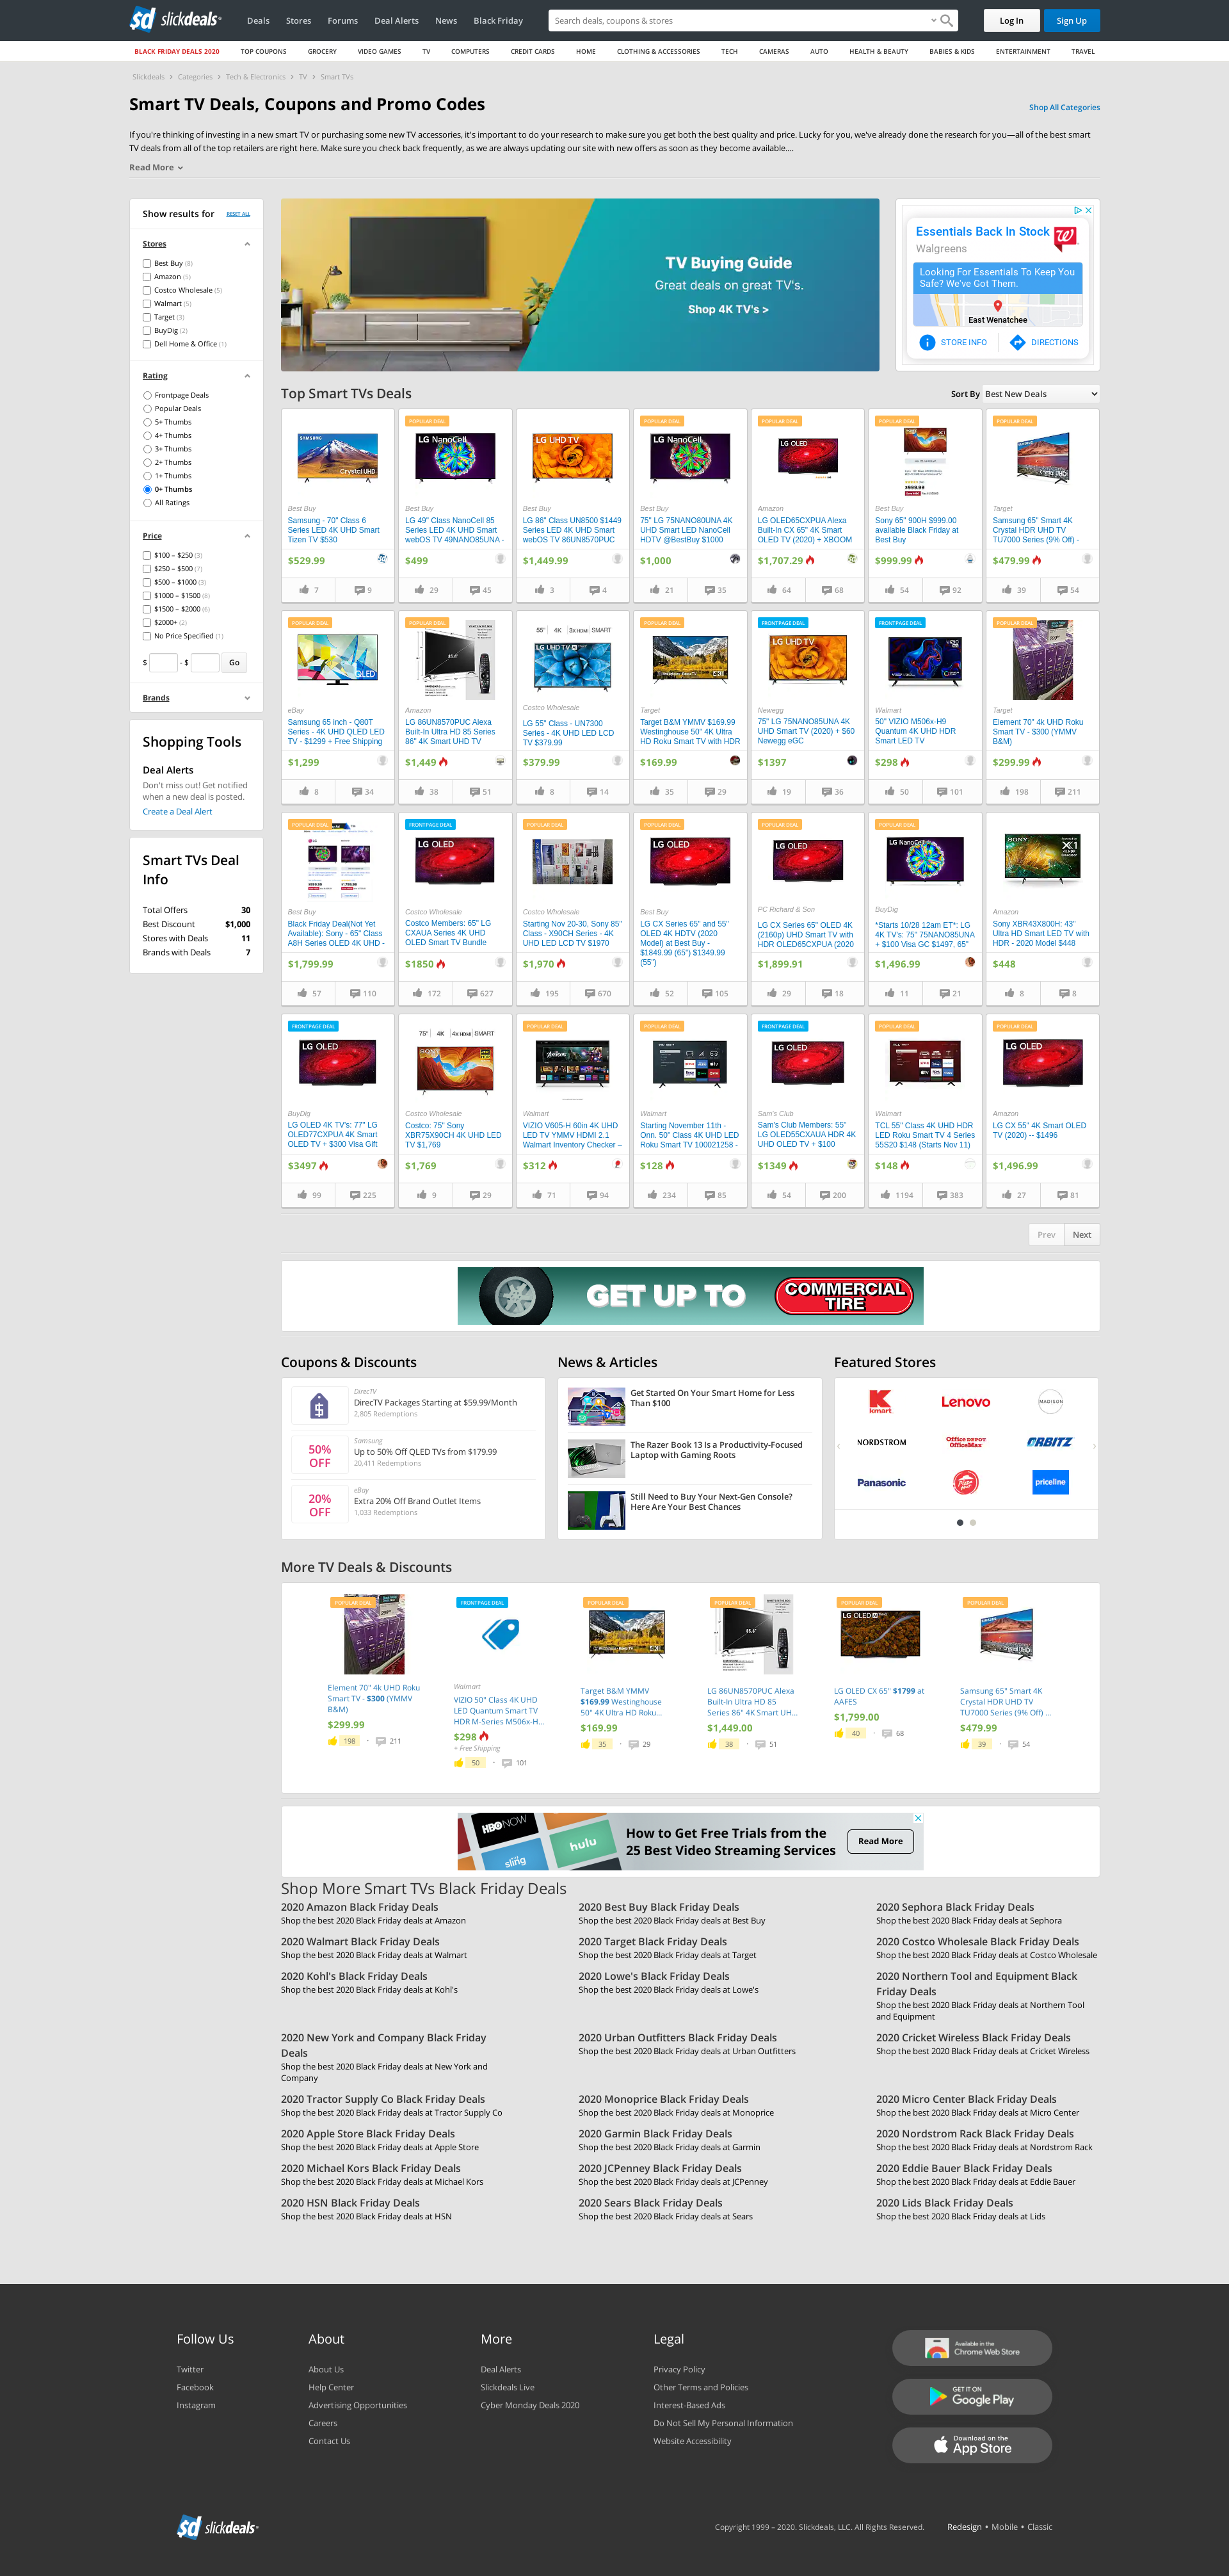 slickdeals
Deals Stores Forums Deal Alerts News Black Friday
Search deals, coupons & stores
Log In Sign Up
BLACK FRIDAY DEALS 2020 TOP COUPONS GROCERY VIDEO GAMES TV COMPUTERS CREDIT CARDS HOME CLOTHING & ACCESSORIES TECH CAMERAS AUTO HEALTH & BEAUTY BABIES & KIDS ENTERTAINMENT TRAVEL
Slickdeals > Categories > Tech & Electronics > TV > Smart TVs
Smart TV Deals, Coupons and Promo Codes
Shop All Categories
If you're thinking of investing in a new smart TV or purchasing some new TV accessories, it's important to do your research to make sure you get both the best quality and price. Lucky for you, we've already done the research for you—all of the best smart
TV deals from all of the top retailers are right here. Make sure you check back frequently, as we are always updating our site with new offers as soon as they become available....
Read More
Show results for RESET ALL
Stores
Best Buy (8)
Amazon (5)
Costco Wholesale (5)
Walmart (5)
Target (3)
BuyDig (2)
Dell Home & Office (1)
Rating
Frontpage Deals
Popular Deals
5+ Thumbs
4+ Thumbs
3+ Thumbs
2+ Thumbs
1+ Thumbs
0+ Thumbs
All Ratings
Price
$100 – $250 (3)
$250 – $500 (7)
$500 – $1000 (3)
$1000 – $1500 (8)
$1500 – $2000 (6)
$2000+ (2)
No Price Specified (1)
$ - $ Go
Brands
Shopping Tools
Deal Alerts
Don't miss out! Get notified
when a new deal is posted.
Create a Deal Alert
Smart TVs Deal
Info
Total Offers 30
Best Discount $1,000
Stores with Deals 11
Brands with Deals 7
TV Buying Guide
Great deals on great TV's.
Shop 4K TV's >
Essentials Back In Stock
Walgreens
Looking For Essentials To Keep You
Safe? We've Got Them.
East Wenatchee
STORE INFO DIRECTIONS
Top Smart TVs Deals
Sort By Best New Deals
SAMSUNG
Crystal UHD
Best Buy
Samsung - 70" Class 6
Series LED 4K UHD Smart
Tizen TV $530
$529.99
7 9
POPULAR DEAL
LG NanoCell
Best Buy
LG 49" Class NanoCell 85
Series LED 4K UHD Smart
webOS TV 49NANO85UNA -
$499
29 45
LG UHD TV
Best Buy
LG 86" Class UN8500 $1449
Series LED 4K UHD Smart
webOS TV 86UN8570PUC
$1,449.99
3 4
POPULAR DEAL
LG NanoCell
Best Buy
75" LG 75NANO80UNA 4K
UHD Smart LED NanoCell
HDTV @BestBuy $1000
$1,000
21 35
POPULAR DEAL
LG OLED
Amazon
LG OLED65CXPUA Alexa
Built-In CX 65" 4K Smart
OLED TV (2020) + XBOOM
$1,707.29
64 68
POPULAR DEAL
$999.99
Best Buy
Sony 65" 900H $999.00
available Black Friday at
Best Buy
$999.99
54 92
POPULAR DEAL
Target
Samsung 65" Smart 4K
Crystal HDR UHD TV
TU7000 Series (9% Off) -
$479.99
39 54
POPULAR DEAL
QLED
eBay
Samsung 65 inch - Q80T
Series - 4K UHD QLED LED
TV - $1299 + Free Shipping
$1,299
8 34
POPULAR DEAL
85.6"
Amazon
LG 86UN8570PUC Alexa
Built-In Ultra HD 85 Series
86" 4K Smart UHD TV
$1,449
38 51
55" 4K 3x HDMI SMART
LG UHD TV
Costco Wholesale
LG 55" Class - UN7300
Series - 4K UHD LED LCD
TV $379.99
$379.99
8 14
POPULAR DEAL
Target
Target B&M YMMV $169.99
Westinghouse 50" 4K Ultra
HD Roku Smart TV with HDR
$169.99
35 29
FRONTPAGE DEAL
LG UHD TV
Newegg
75" LG 75NANO85UNA 4K
UHD Smart TV (2020) + $60
Newegg eGC
$1397
19 36
FRONTPAGE DEAL
VIZIO
Walmart
50" VIZIO M506x-H9
Quantum 4K UHD HDR
Smart LED TV
$298
50 101
POPULAR DEAL
Target
Element 70" 4k UHD Roku
Smart TV - $300 (YMMV
B&M)
$299.99
198 211
POPULAR DEAL
Best Buy
Black Friday Deal(Not Yet
Available): Sony - 65" Class
A8H Series OLED 4K UHD -
$1,799.99
57 110
FRONTPAGE DEAL
LG OLED
Costco Wholesale
Costco Members: 65" LG
CXAUA Series 4K UHD
OLED Smart TV Bundle
$1850
172 627
POPULAR DEAL
Costco Wholesale
Starting Nov 20-30, Sony 85"
Class - X90CH Series - 4K
UHD LED LCD TV $1970
$1,970
195 670
POPULAR DEAL
LG OLED
Best Buy
LG CX Series 65" and 55"
OLED 4K HDTV (2020
Model) at Best Buy -
$1849.99 (65") $1349.99
(55")
52 105
POPULAR DEAL
LG OLED
PC Richard & Son
LG CX Series 65" OLED 4K
(2160p) UHD Smart TV with
HDR OLED65CXPUA (2020
$1,899.91
29 18
POPULAR DEAL
LG NanoCell
BuyDig
*Starts 10/28 12am ET*: LG
4K TV's: 75" 75NANO85UNA
+ $100 Visa GC $1497, 65"
$1,496.99
11 21
SONY
X1
Amazon
Sony XBR43X800H: 43"
Ultra HD Smart LED TV with
HDR - 2020 Model $448
$448
8 8
FRONTPAGE DEAL
LG OLED
BuyDig
LG OLED 4K TV's: 77" LG
OLED77CXPUA 4K Smart
OLED TV + $300 Visa Gift
$3497
99 225
75" 4K 4x HDMI SMART
SONY
Costco Wholesale
Costco: 75" Sony
XBR75X90CH 4K UHD LED
TV $1,769
$1,769
9 29
POPULAR DEAL
Walmart
VIZIO V605-H 60in 4K UHD
LED TV YMMV HDMI 2.1
Walmart Inventory Checker –
$312
71 94
POPULAR DEAL
Walmart
Starting November 11th -
Onn. 50" Class 4K UHD LED
Roku Smart TV 100021258 -
$128
234 85
FRONTPAGE DEAL
LG OLED
Sam's Club
Sam's Club Members: 55"
LG OLED55CXAUA HDR 4K
UHD OLED TV + $100
$1349
54 200
POPULAR DEAL
Walmart
TCL 55" Class 4K UHD HDR
LED Roku Smart TV 4 Series
55S20 $148 (Starts Nov 11)
$148
1194 383
POPULAR DEAL
LG OLED
Amazon
LG CX 55" 4K Smart OLED
TV (2020) -- $1496
$1,496.99
27 81
Prev Next
GET UP TO COMMERCIAL TIRE
Coupons & Discounts
DirecTV
DirecTV Packages Starting at $59.99/Month
2,805 Redemptions
50% OFF
Samsung
Up to 50% Off QLED TVs from $179.99
20,411 Redemptions
20% OFF
eBay
Extra 20% Off Brand Outlet Items
1,033 Redemptions
News & Articles
Get Started On Your Smart Home for Less
Than $100
The Razer Book 13 Is a Productivity-Focused
Laptop with Gaming Roots
Still Need to Buy Your Next-Gen Console?
Here Are Your Best Chances
Featured Stores
kmart Lenovo MADISON
NORDSTROM Office DEPOT OfficeMax ORBITZ
Panasonic priceline
More TV Deals & Discounts
POPULAR DEAL
Element 70" 4k UHD Roku
Smart TV - $300 (YMMV
B&M)
$299.99
198 • 211
FRONTPAGE DEAL
Walmart
VIZIO 50" Class 4K UHD
LED Quantum Smart TV
HDR M-Series M506x-H...
$298
+ Free Shipping
50 • 101
POPULAR DEAL
Target B&M YMMV
$169.99 Westinghouse
50" 4K Ultra HD Roku...
$169.99
35 • 29
POPULAR DEAL
85.6"
LG 86UN8570PUC Alexa
Built-In Ultra HD 85
Series 86" 4K Smart UH...
$1,449.00
38 • 51
POPULAR DEAL
LG OLED
LG OLED CX 65" $1799 at
AAFES
$1,799.00
40 • 68
POPULAR DEAL
Samsung 65" Smart 4K
Crystal HDR UHD TV
TU7000 Series (9% Off) ...
$479.99
39 • 54
HBO NOW
hulu
sling
How to Get Free Trials from the
25 Best Video Streaming Services
Read More
Shop More Smart TVs Black Friday Deals
2020 Amazon Black Friday Deals
Shop the best 2020 Black Friday deals at Amazon
2020 Best Buy Black Friday Deals
Shop the best 2020 Black Friday deals at Best Buy
2020 Sephora Black Friday Deals
Shop the best 2020 Black Friday deals at Sephora
2020 Walmart Black Friday Deals
Shop the best 2020 Black Friday deals at Walmart
2020 Target Black Friday Deals
Shop the best 2020 Black Friday deals at Target
2020 Costco Wholesale Black Friday Deals
Shop the best 2020 Black Friday deals at Costco Wholesale
2020 Kohl's Black Friday Deals
Shop the best 2020 Black Friday deals at Kohl's
2020 Lowe's Black Friday Deals
Shop the best 2020 Black Friday deals at Lowe's
2020 Northern Tool and Equipment Black
Friday Deals
Shop the best 2020 Black Friday deals at Northern Tool
and Equipment
2020 New York and Company Black Friday
Deals
Shop the best 2020 Black Friday deals at New York and
Company
2020 Urban Outfitters Black Friday Deals
Shop the best 2020 Black Friday deals at Urban Outfitters
2020 Cricket Wireless Black Friday Deals
Shop the best 2020 Black Friday deals at Cricket Wireless
2020 Tractor Supply Co Black Friday Deals
Shop the best 2020 Black Friday deals at Tractor Supply Co
2020 Monoprice Black Friday Deals
Shop the best 2020 Black Friday deals at Monoprice
2020 Micro Center Black Friday Deals
Shop the best 2020 Black Friday deals at Micro Center
2020 Apple Store Black Friday Deals
Shop the best 2020 Black Friday deals at Apple Store
2020 Garmin Black Friday Deals
Shop the best 2020 Black Friday deals at Garmin
2020 Nordstrom Rack Black Friday Deals
Shop the best 2020 Black Friday deals at Nordstrom Rack
2020 Michael Kors Black Friday Deals
Shop the best 2020 Black Friday deals at Michael Kors
2020 JCPenney Black Friday Deals
Shop the best 2020 Black Friday deals at JCPenney
2020 Eddie Bauer Black Friday Deals
Shop the best 2020 Black Friday deals at Eddie Bauer
2020 HSN Black Friday Deals
Shop the best 2020 Black Friday deals at HSN
2020 Sears Black Friday Deals
Shop the best 2020 Black Friday deals at Sears
2020 Lids Black Friday Deals
Shop the best 2020 Black Friday deals at Lids
Follow Us
Twitter
Facebook
Instagram
About
About Us
Help Center
Advertising Opportunities
Careers
Contact Us
More
Deal Alerts
Slickdeals Live
Cyber Monday Deals 2020
Legal
Privacy Policy
Other Terms and Policies
Interest-Based Ads
Do Not Sell My Personal Information
Website Accessibility
Available in the
Chrome Web Store
GET IT ON
Google Play
Download on the
App Store
slickdeals
Copyright 1999 – 2020. Slickdeals, LLC. All Rights Reserved. Redesign • Mobile • Classic